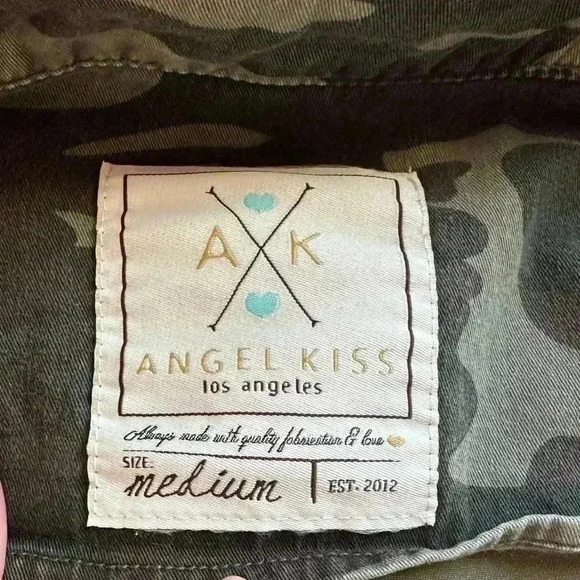 A K
ANGEL KISS
los angeles
Always made with quality fabrication & love
SIZE:
medium
EST. 2012